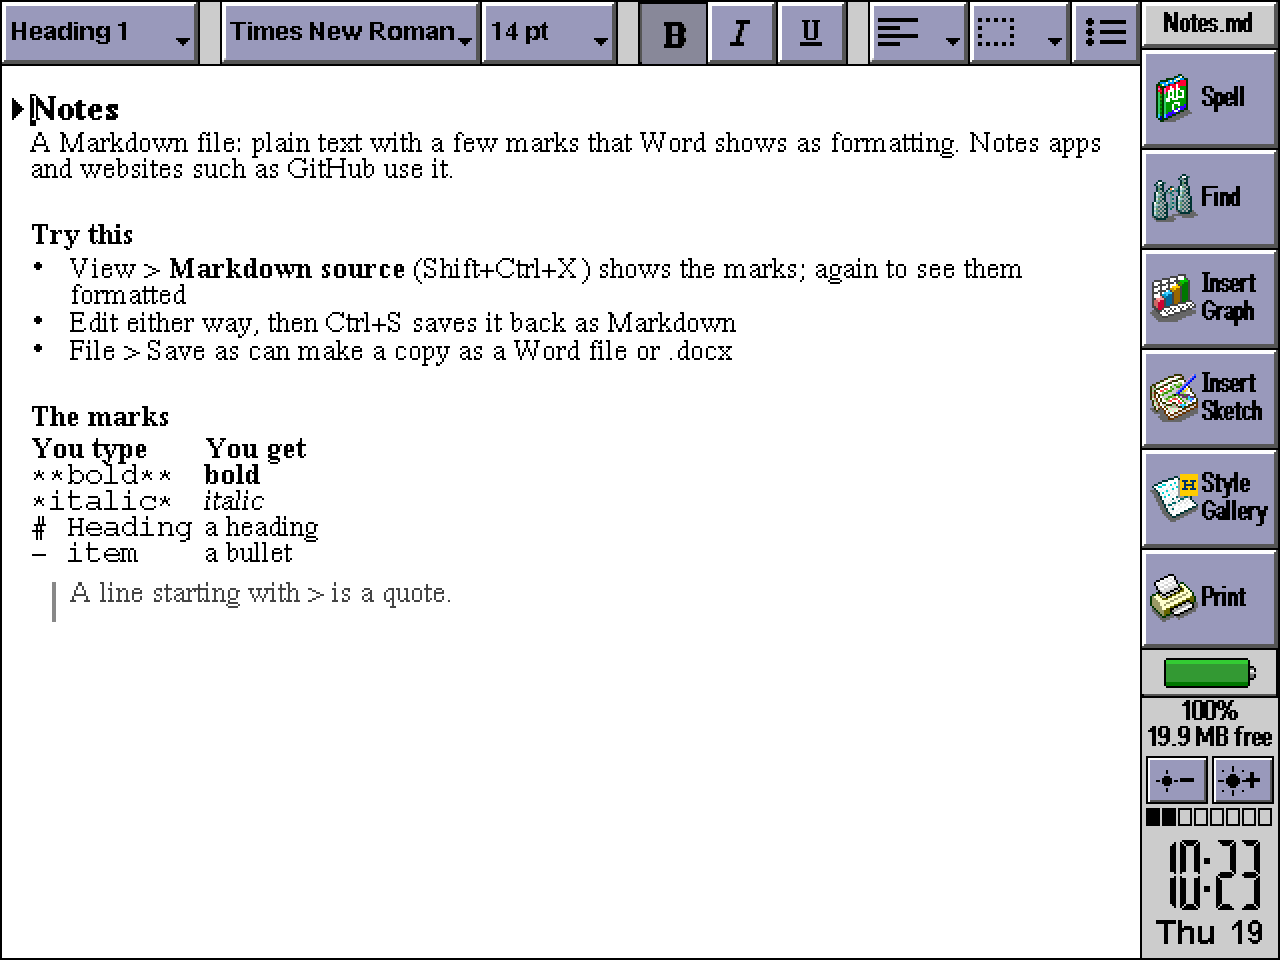 Heading 1
Times New Roman
14 pt
B
I
U
Notes.md
Notes
A Markdown file: plain text with a few marks that Word shows as formatting. Notes apps
and websites such as GitHub use it.
Try this
• View > Markdown source (Shift+Ctrl+X) shows the marks; again to see them
formatted
• Edit either way, then Ctrl+S saves it back as Markdown
• File > Save as can make a copy as a Word file or .docx
The marks
You type You get
**bold** bold
*italic* italic
# Heading a heading
- item a bullet
A line starting with > is a quote.
Spell
Find
Insert
Graph
Insert
Sketch
Style
Gallery
Print
100%
19.9 MB free
10:23
Thu 19